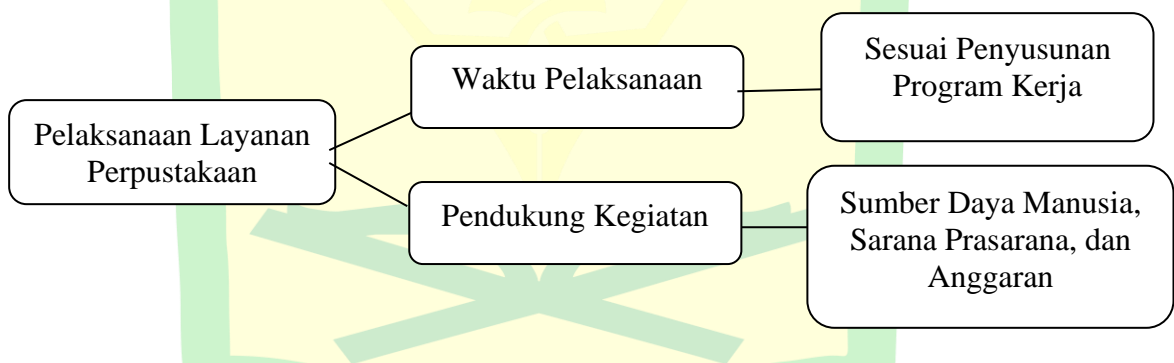 Pelaksanaan Layanan
Perpustakaan
Waktu Pelaksanaan
Sesuai Penyusunan
Program Kerja
Pendukung Kegiatan
Sumber Daya Manusia,
Sarana Prasarana, dan
Anggaran